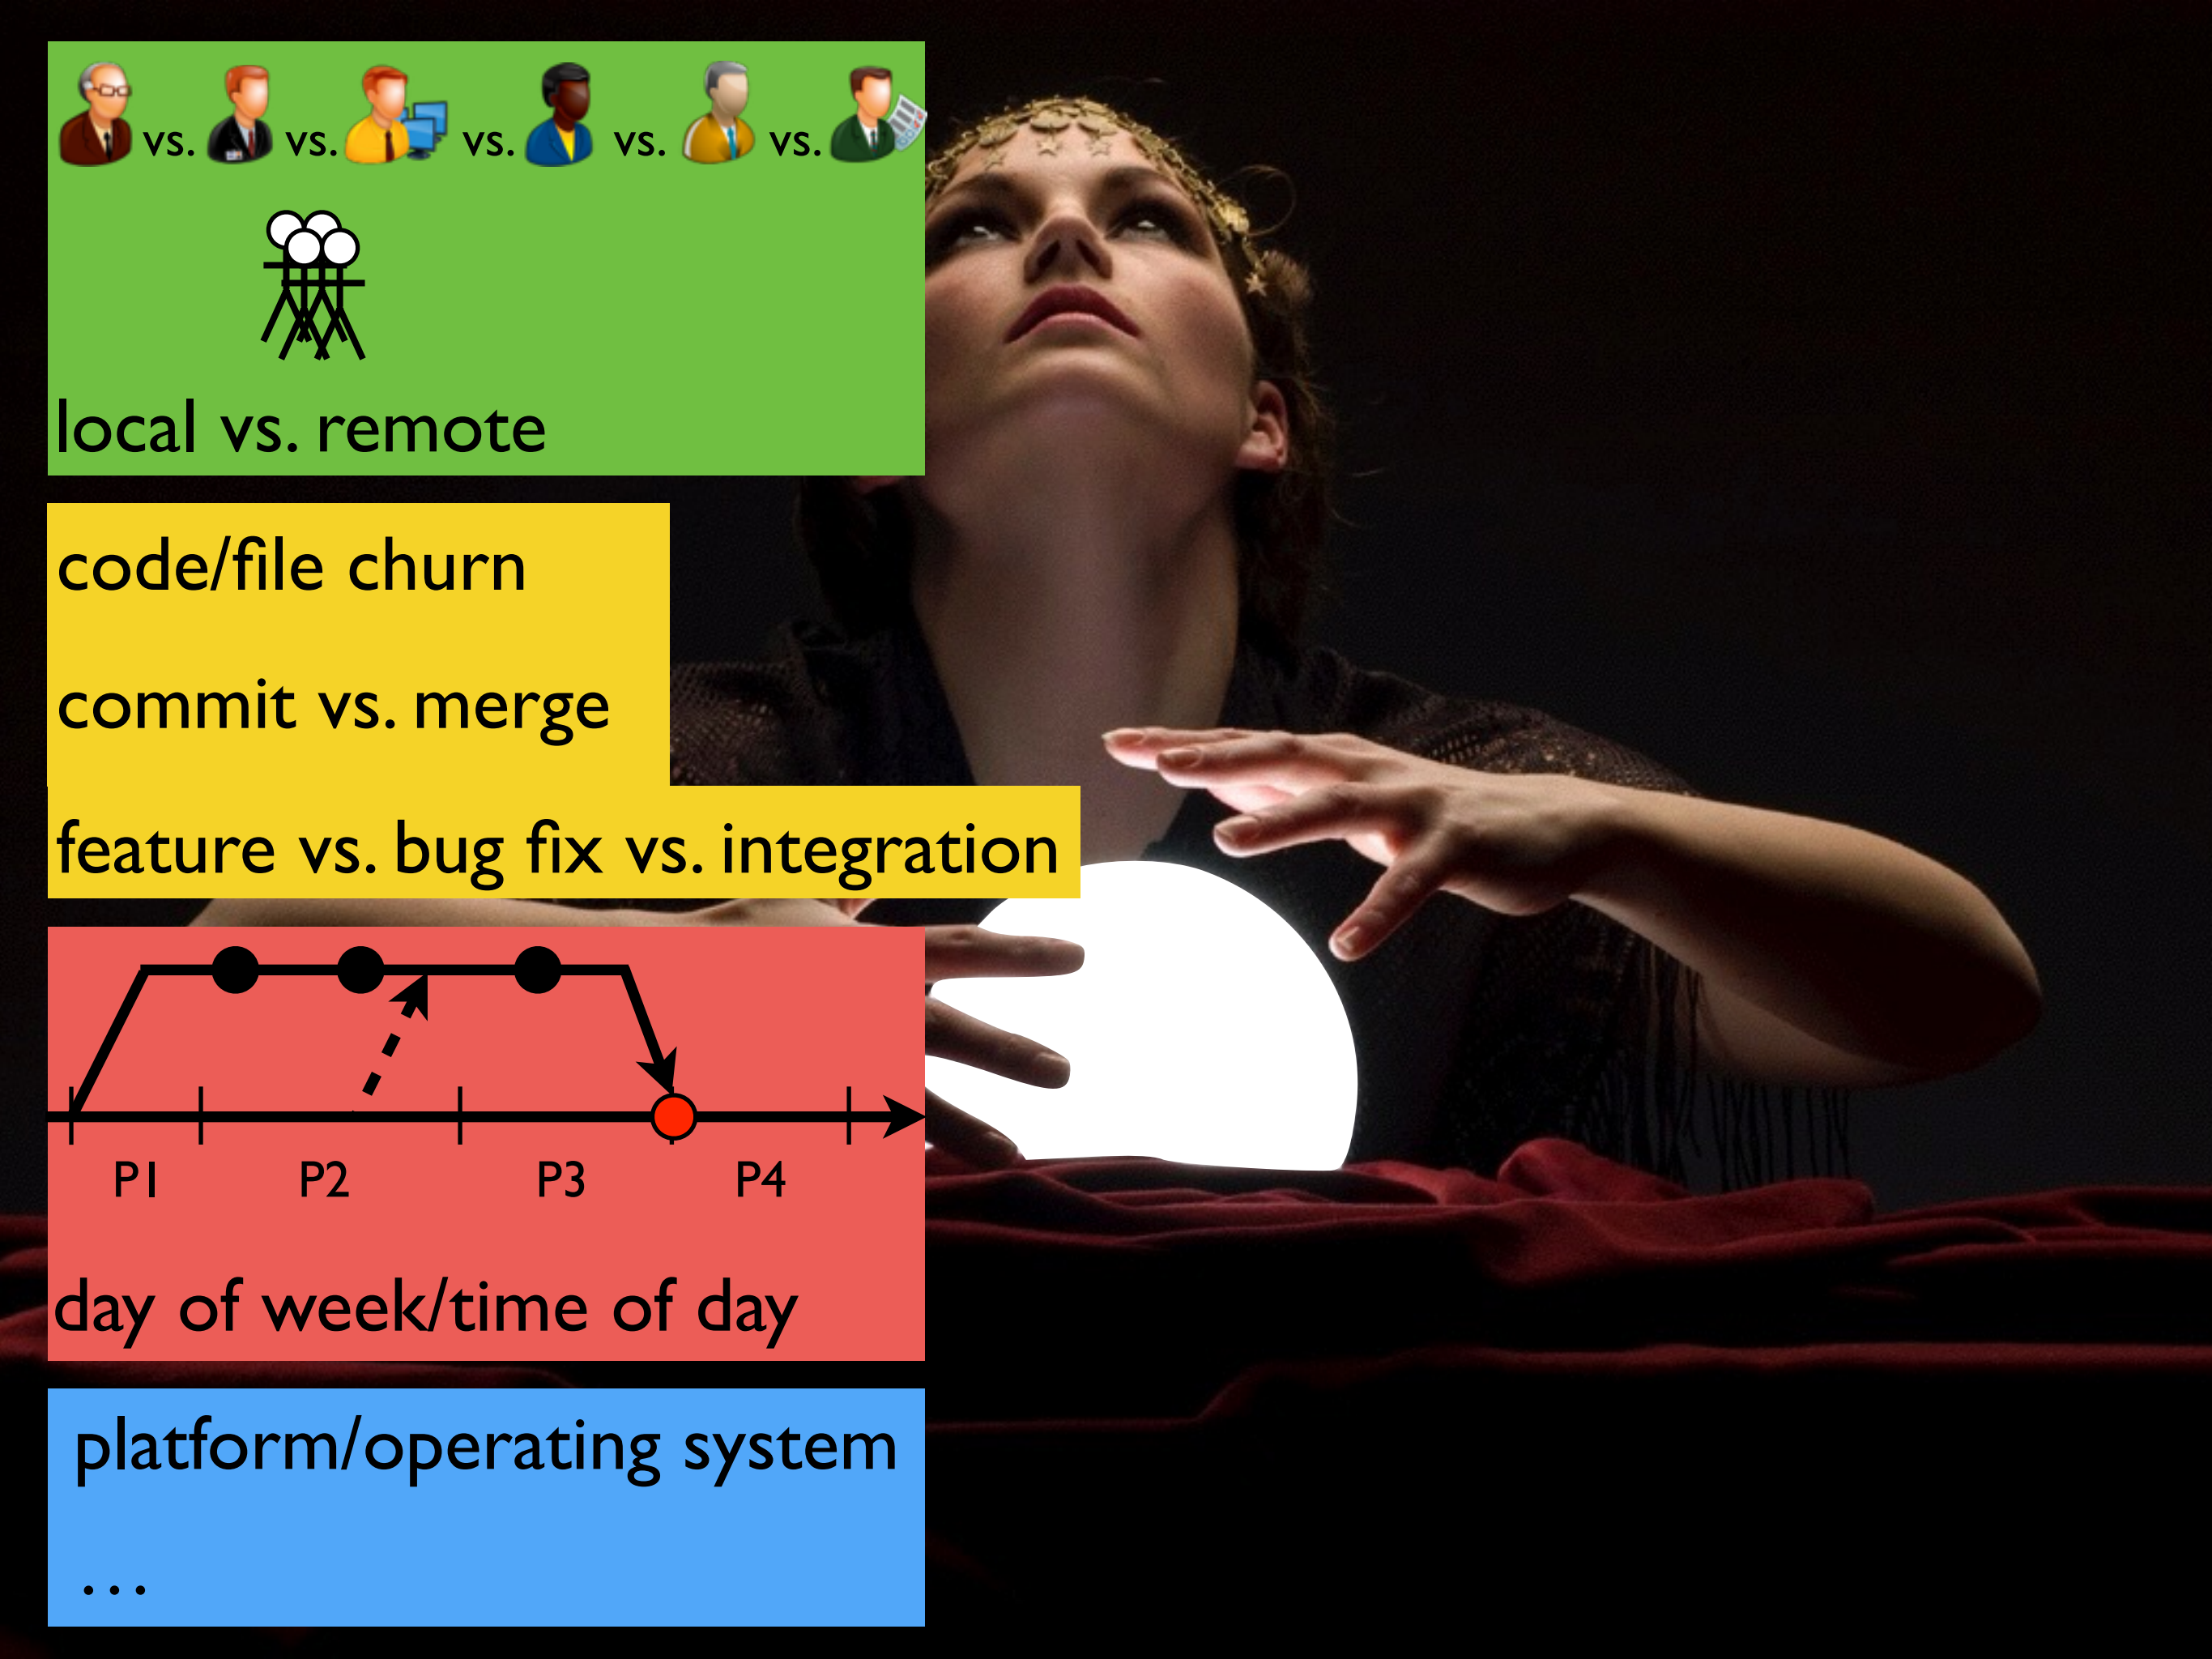 vs. vs. vs. vs. vs.
local vs. remote
code/file churn
commit vs. merge
feature vs. bug fix vs. integration
P1 P2 P3 P4
day of week/time of day
platform/operating system
…